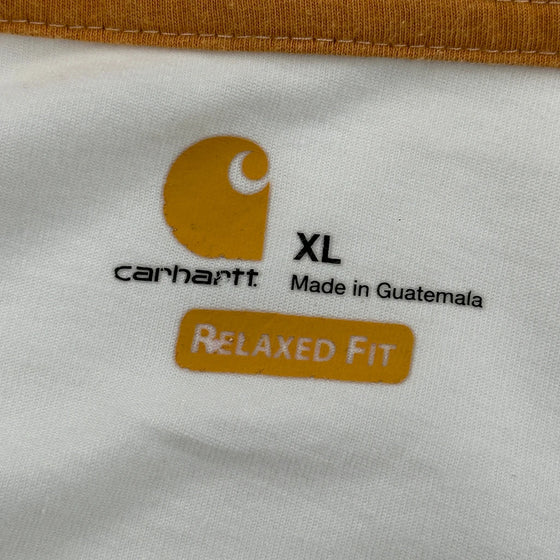 carhartt
XL
Made in Guatemala
RELAXED FIT